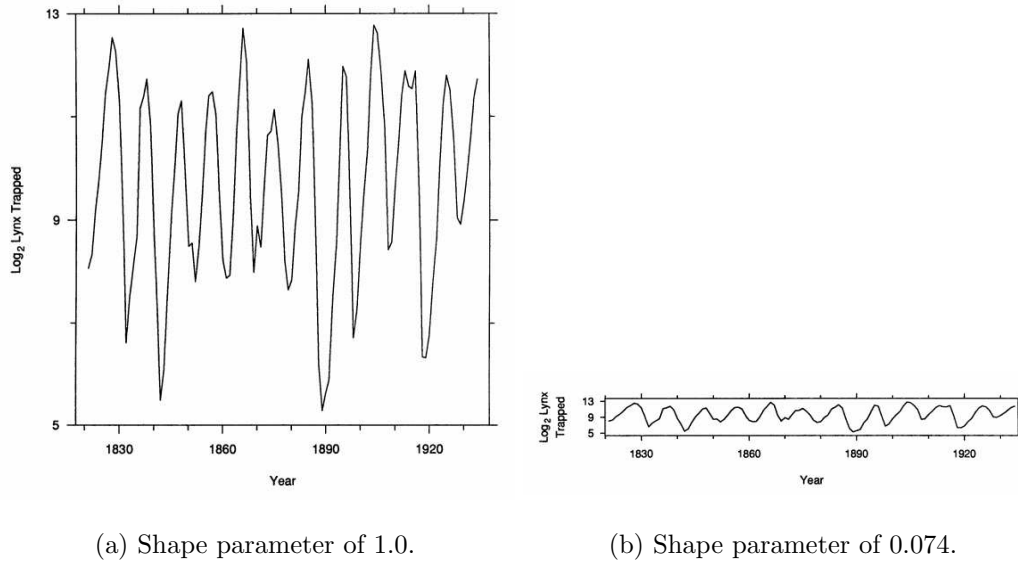 13
9
5
Log₂ Lynx Trapped
1830
1860
1890
1920
Year
(a) Shape parameter of 1.0.
13
9
5
Log₂ Lynx
Trapped
1830
1860
1890
1920
Year
(b) Shape parameter of 0.074.